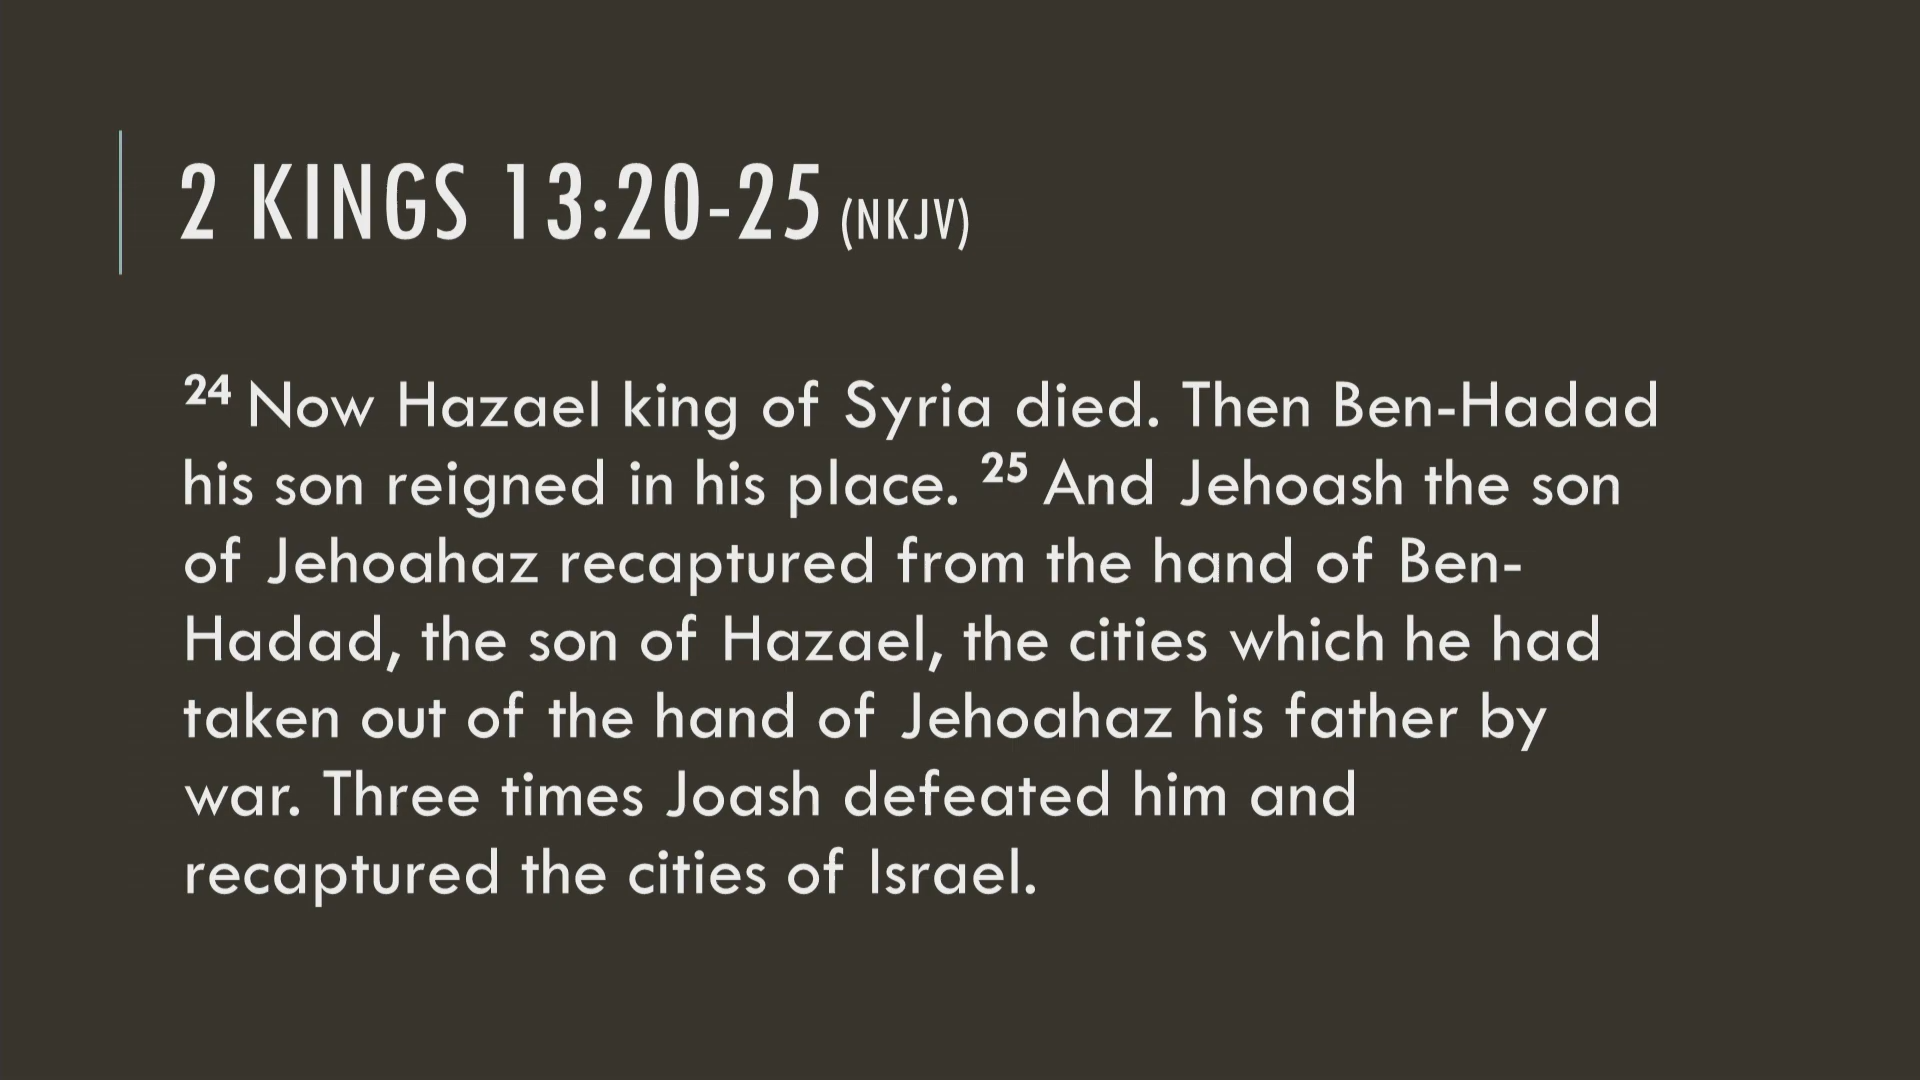 2 KINGS 13:20-25 (NKJV)
24 Now Hazael king of Syria died. Then Ben-Hadad
his son reigned in his place. 25 And Jehoash the son
of Jehoahaz recaptured from the hand of Ben-
Hadad, the son of Hazael, the cities which he had
taken out of the hand of Jehoahaz his father by
war. Three times Joash defeated him and
recaptured the cities of Israel.